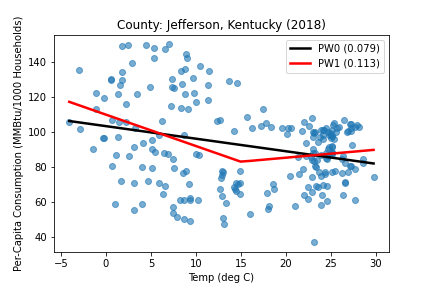 County: Jefferson, Kentucky (2018)
PW0 (0.079)
PW1 (0.113)
Per-Capita Consumption (MMBtu/1000 Households)
140
120
100
80
60
40
−5 0 5 10 15 20 25 30
Temp (deg C)